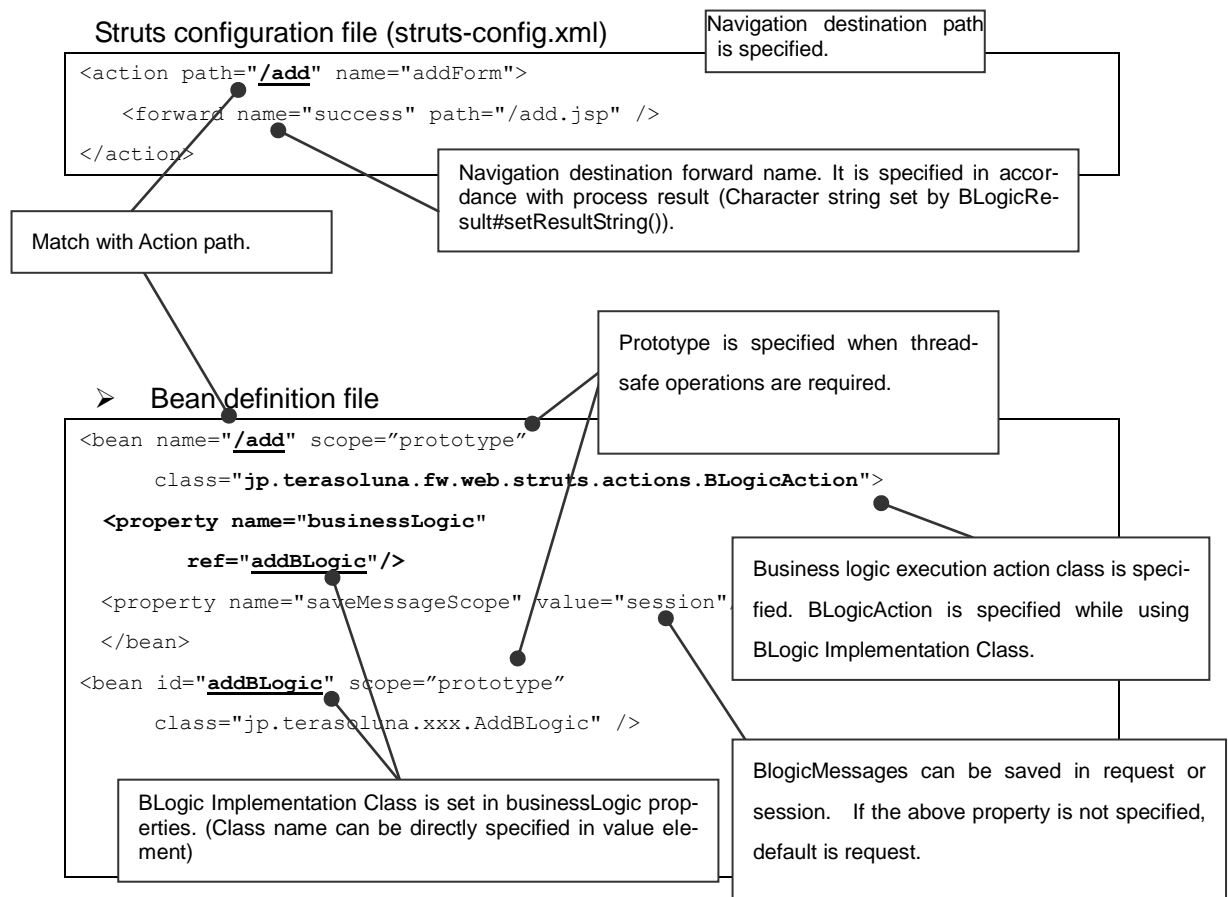 Struts configuration file (struts-config.xml)
Navigation destination path
is specified.
<action path="/add" name="addForm">
<forward name="success" path="/add.jsp" />
</action>
Navigation destination forward name. It is specified in accor-
dance with process result (Character string set by BLogicRe-
sult#setResultString()).
Match with Action path.
Prototype is specified when thread-
safe operations are required.
➢ Bean definition file
<bean name="/add" scope=”prototype”
class="jp.terasoluna.fw.web.struts.actions.BLogicAction">
<property name="businessLogic"
ref="addBLogic"/>
<property name="saveMessageScope" value="session"/
</bean>
<bean id="addBLogic" scope=”prototype”
class="jp.terasoluna.xxx.AddBLogic" />
Business logic execution action class is speci-
fied. BLogicAction is specified while using
BLogic Implementation Class.
BLogic Implementation Class is set in businessLogic prop-
erties. (Class name can be directly specified in value ele-
ment)
BlogicMessages can be saved in request or
session. If the above property is not specified,
default is request.